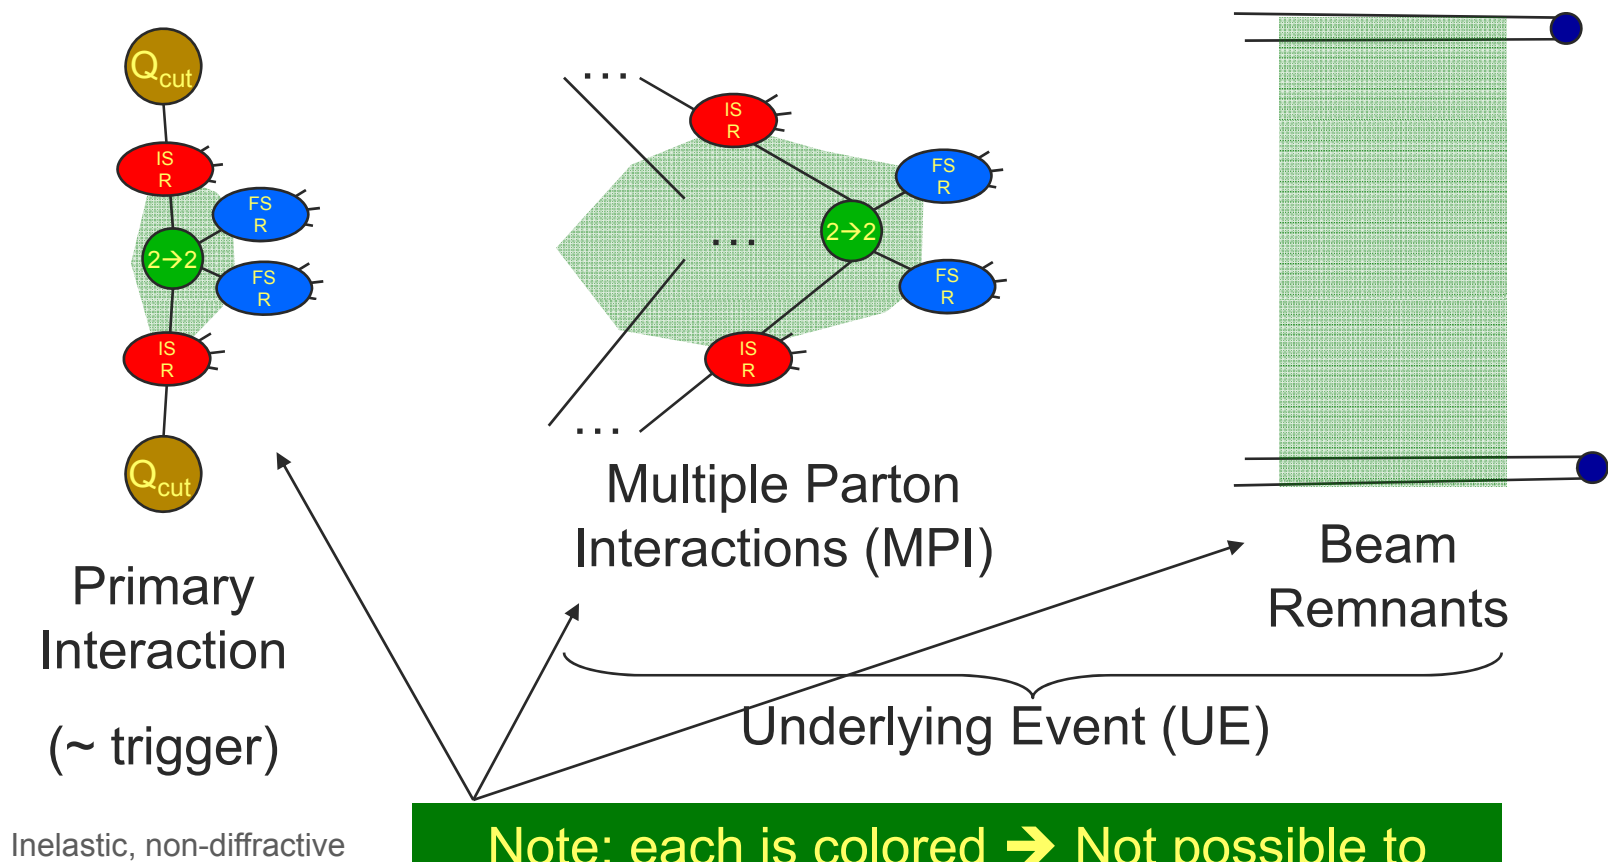 Qcut
IS
R
FS
R
2→2
FS
R
IS
R
Qcut
Primary
Interaction
(~ trigger)
Inelastic, non-diffractive
...
IS
R
FS
R
...
2→2
FS
R
IS
R
...
Multiple Parton
Interactions (MPI)
Beam
Remnants
Underlying Event (UE)
Note: each is colored ➔ Not possible to